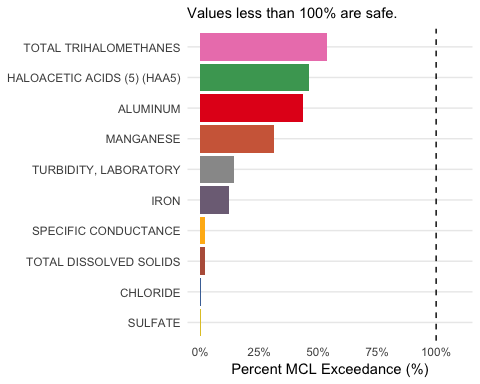 Values less than 100% are safe.
TOTAL TRIHALOMETHANES
HALOACETIC ACIDS (5) (HAA5)
ALUMINUM
MANGANESE
TURBIDITY, LABORATORY
IRON
SPECIFIC CONDUCTANCE
TOTAL DISSOLVED SOLIDS
CHLORIDE
SULFATE
0% 25% 50% 75% 100%
Percent MCL Exceedance (%)